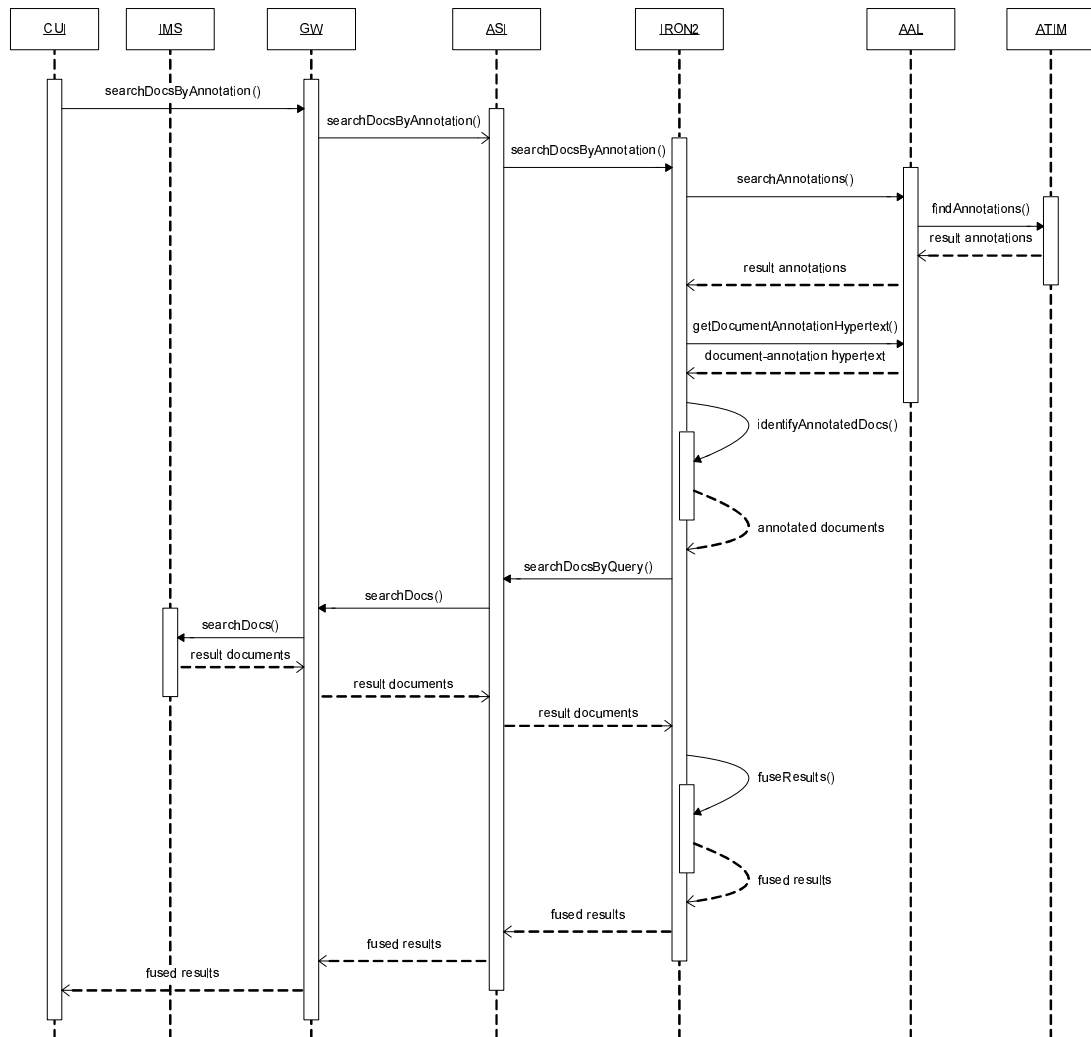 CUI IMS GW ASI IRON2 AAL ATIM
searchDocsByAnnotation()
searchDocsByAnnotation()
searchDocsByAnnotation()
searchAnnotations()
findAnnotations()
result annotations
result annotations
getDocumentAnnotationHypertext()
document-annotation hypertext
identifyAnnotatedDocs()
annotated documents
searchDocsByQuery()
searchDocs()
searchDocs()
result documents
result documents
result documents
fuseResults()
fused results
fused results
fused results
fused results